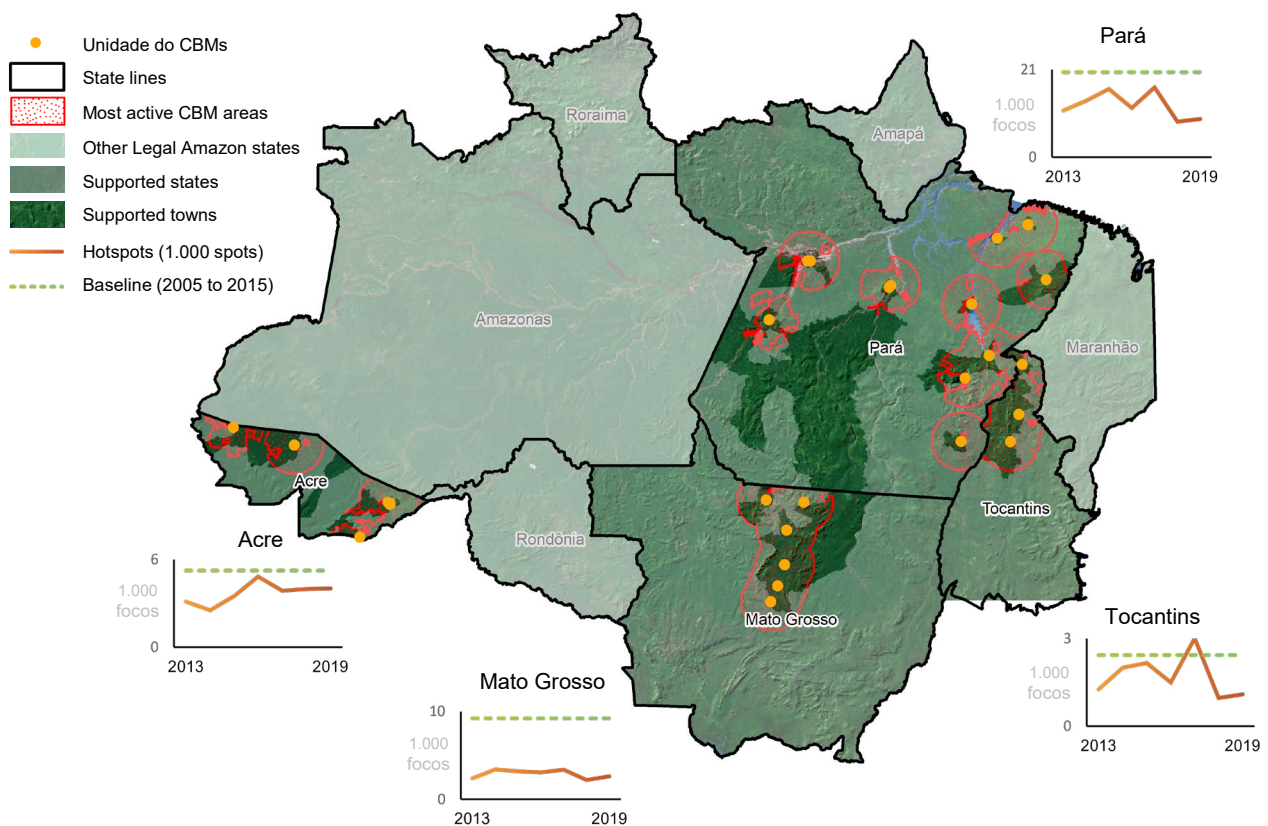 Unidade do CBMs
State lines
Most active CBM areas
Other Legal Amazon states
Supported states
Supported towns
Hotspots (1.000 spots)
Baseline (2005 to 2015)
Pará
21
1.000
focos
0
2013
2019
Roraima
Amapá
Amazonas
Pará
Maranhão
Acre
Tocantins
Rondônia
Mato Grosso
Acre
6
1.000
focos
0
2013
2019
Mato Grosso
10
1.000
focos
0
2013
2019
Tocantins
3
1.000
focos
0
2013
2019